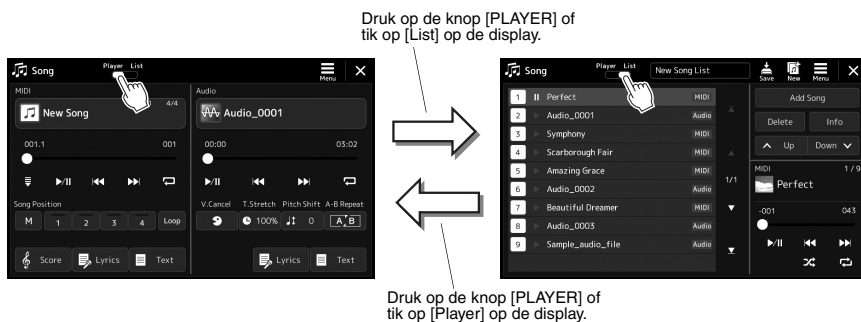 Druk op de knop [PLAYER] of
tik op [List] op de display.
Song
Player List
Menu
MIDI
New Song
4/4
001.1 001
Song Position
M 1 2 3 4 Loop
Score Lyrics Text
Audio
Audio_0001
00:00 03:02
V.Cancel T.Stretch Pitch Shift A-B Repeat
100% 0 A B
Lyrics Text
Song
Player List
New Song List
Save New Menu
1 Perfect MIDI
2 Audio_0001 Audio
3 Symphony MIDI
4 Scarborough Fair MIDI
5 Amazing Grace MIDI
6 Audio_0002 Audio
7 Beautiful Dreamer MIDI
8 Audio_0003 Audio
9 Sample_audio_file Audio
1/1
Add Song
Delete Info
Up Down
MIDI 1/9
Perfect
-001 043
Druk op de knop [PLAYER] of
tik op [Player] op de display.